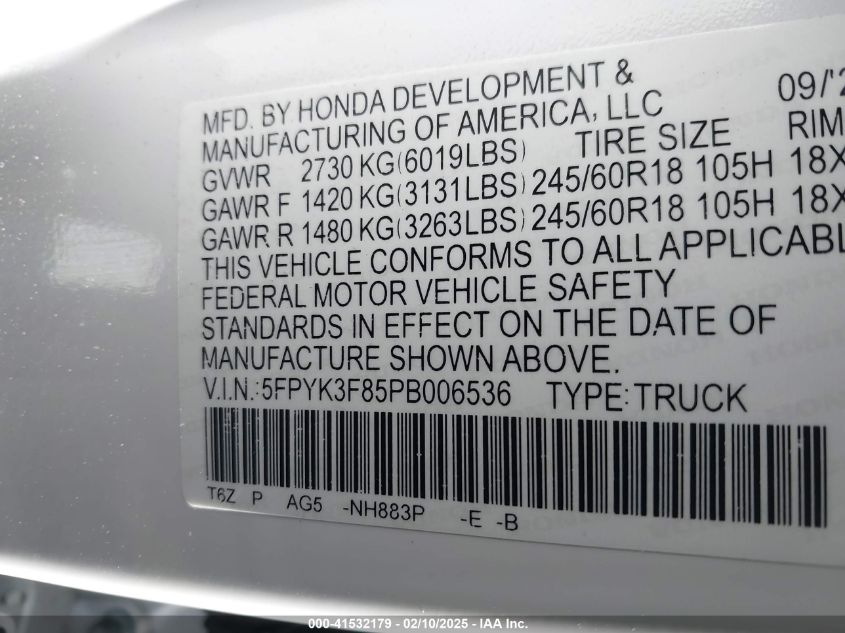 MFD. BY HONDA DEVELOPMENT & 09/'2
MANUFACTURING OF AMERICA, LLC
TIRE SIZE RIM
GVWR 2730 KG(6019LBS)
GAWR F 1420 KG(3131LBS) 245/60R18 105H 18X
GAWR R 1480 KG(3263LBS) 245/60R18 105H 18X
THIS VEHICLE CONFORMS TO ALL APPLICABL
FEDERAL MOTOR VEHICLE SAFETY
STANDARDS IN EFFECT ON THE DATE OF
MANUFACTURE SHOWN ABOVE.
V.I.N.:5FPYK3F85PB006536 TYPE:TRUCK
T6Z P AG5 -NH883P -E -B
000-41532179 - 02/10/2025 - IAA Inc.